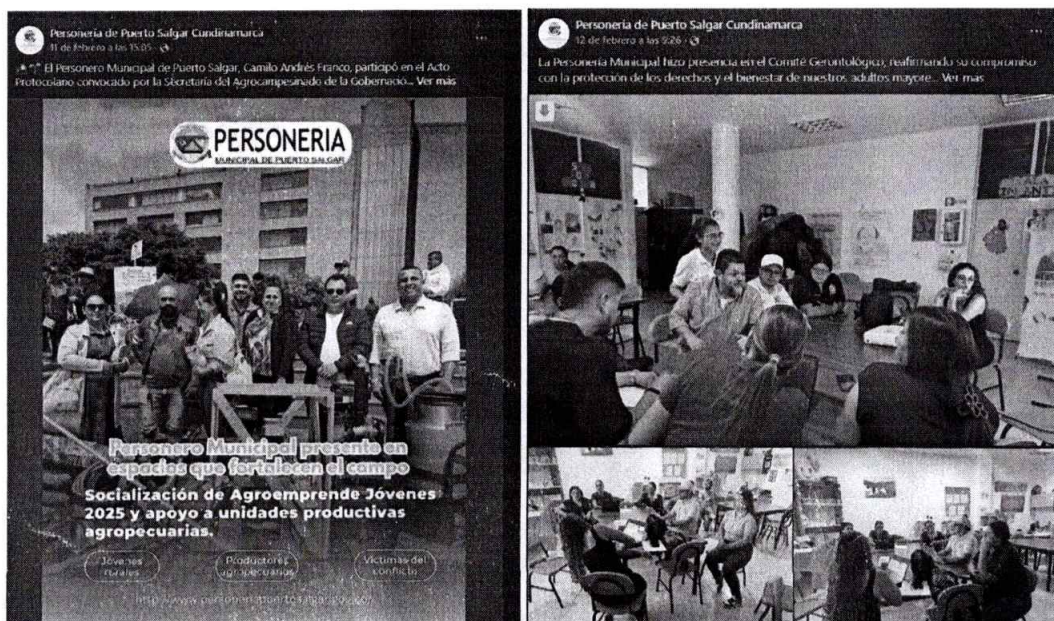 Personería de Puerto Salgar Cundinamarca
11 de febrero a las 15:05
El Personero Municipal de Puerto Salgar, Camilo Andrés Franco, participó en el Acto
Protocolario convocado por la Secretaría del Agrocampesinado de la Gobernació... Ver más
PERSONERIA
MUNICIPAL DE PUERTO SALGAR
Personero Municipal presente en
espacios que fortalecen el campo
Socialización de Agroemprende Jóvenes
2025 y apoyo a unidades productivas
agropecuarias.
Jóvenes
rurales
Productores
agropecuarios
Víctimas del
conflicto
Personería de Puerto Salgar Cundinamarca
12 de febrero a las 9:26
La Personería Municipal hizo presencia en el Comité Gerontológico, reafirmando su compromiso
con la protección de los derechos y el bienestar de nuestros adultos mayore... Ver más